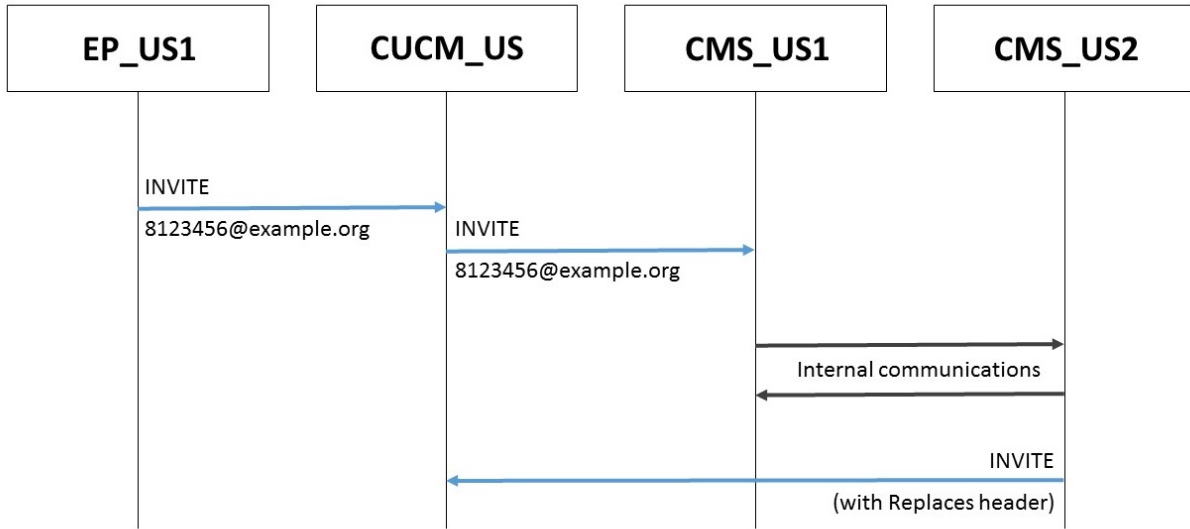 EP_US1
CUCM_US
CMS_US1
CMS_US2
INVITE
8123456@example.org
INVITE
8123456@example.org
Internal communications
INVITE
(with Replaces header)